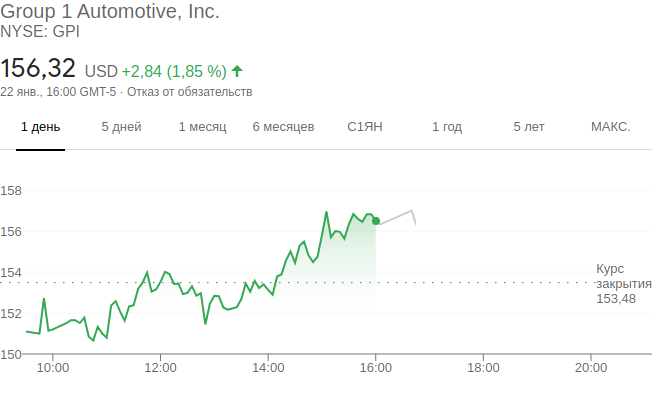 Group 1 Automotive, Inc.
NYSE: GPI
156,32 USD +2,84 (1,85 %)
22 янв., 16:00 GMT-5 · Отказ от обязательств
1 день 5 дней 1 месяц 6 месяцев С1ЯН 1 год 5 лет МАКС.
158
156
154
Курс
закрытия
153,48
152
150
10:00 12:00 14:00 16:00 18:00 20:00